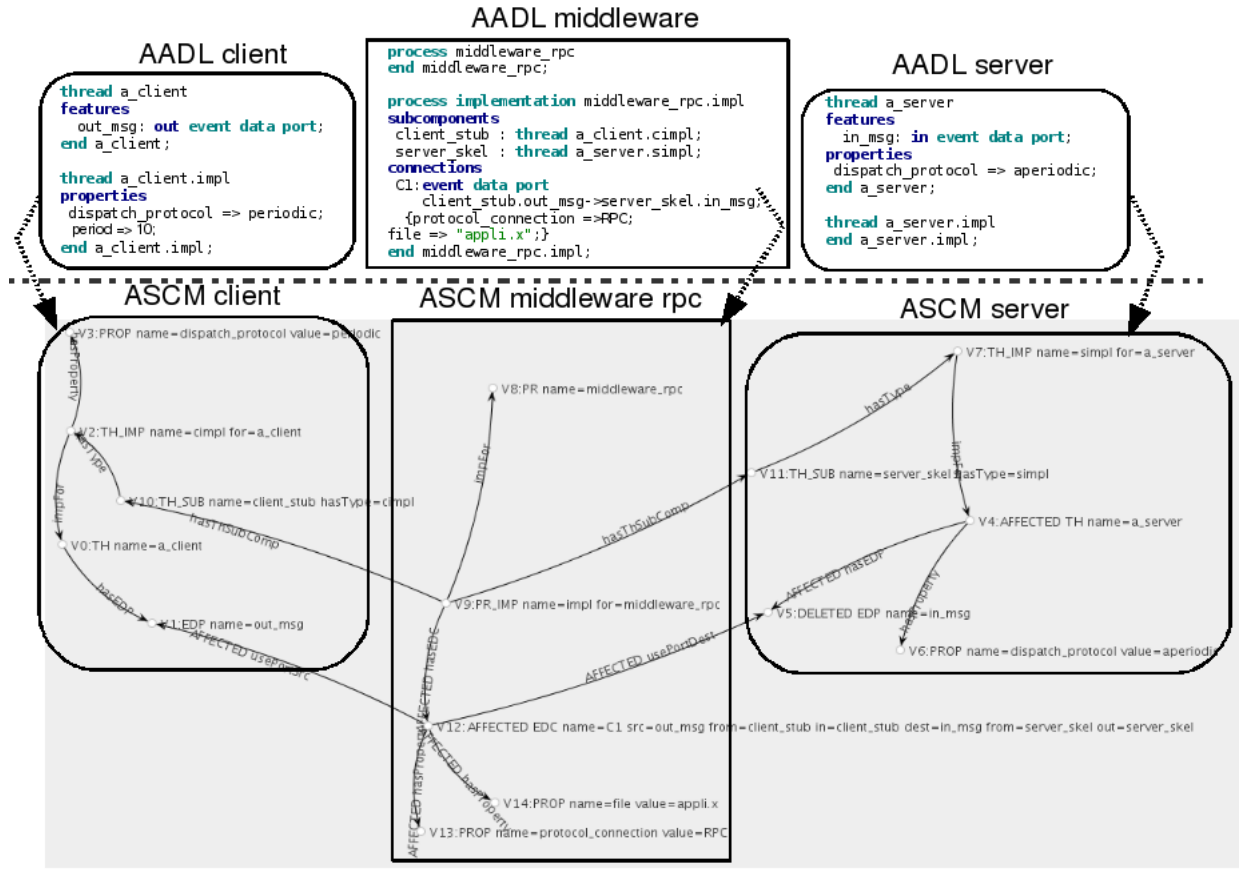 AADL middleware
AADL client
AADL server
thread a_client
features
out_msg: out event data port;
end a_client;
thread a_client.impl
properties
dispatch_protocol => periodic;
period => 10;
end a_client.impl;
process middleware_rpc
end middleware_rpc;
process implementation middleware_rpc.impl
subcomponents
client_stub : thread a_client.cimpl;
server_skel : thread a_server.simpl;
connections
C1:event data port
client_stub.out_msg->server_skel.in_msg;
{protocol_connection =>RPC;
file => "appli.x";}
end middleware_rpc.impl;
thread a_server
features
in_msg: in event data port;
properties
dispatch_protocol => aperiodic;
end a_server;
thread a_server.impl
end a_server.impl;
ASCM client
ASCM middleware rpc
ASCM server
V3:PROP name=dispatch_protocol value=periodic
hasProperty
V2:TH_IMP name=cimpl for=a_client
hasType
V10:TH_SUB name=client_stub hasType=cimpl
impFor
V0:TH name=a_client
hasEDP
V1:EDP name=out_msg
AFFECTED usePortSrc
hasThSubComp
V8:PR name=middleware_rpc
impFor
hasThSubComp
V9:PR_IMP name=impl for=middleware_rpc
AFFECTED hasEDC
AFFECTED usePortDest
V12:AFFECTED EDC name=C1 src=out_msg from=client_stub in=client_stub dest=in_msg from=server_skel out=server_skel
AFFECTED hasProperty
AFFECTED hasProperty
V14:PROP name=file value=appli.x
V13:PROP name=protocol_connection value=RPC
V7:TH_IMP name=simpl for=a_server
hasType
V11:TH_SUB name=server_skel hasType=simpl
impFor
V4:AFFECTED TH name=a_server
AFFECTED hasEDP
hasProperty
V5:DELETED EDP name=in_msg
V6:PROP name=dispatch_protocol value=aperiodic